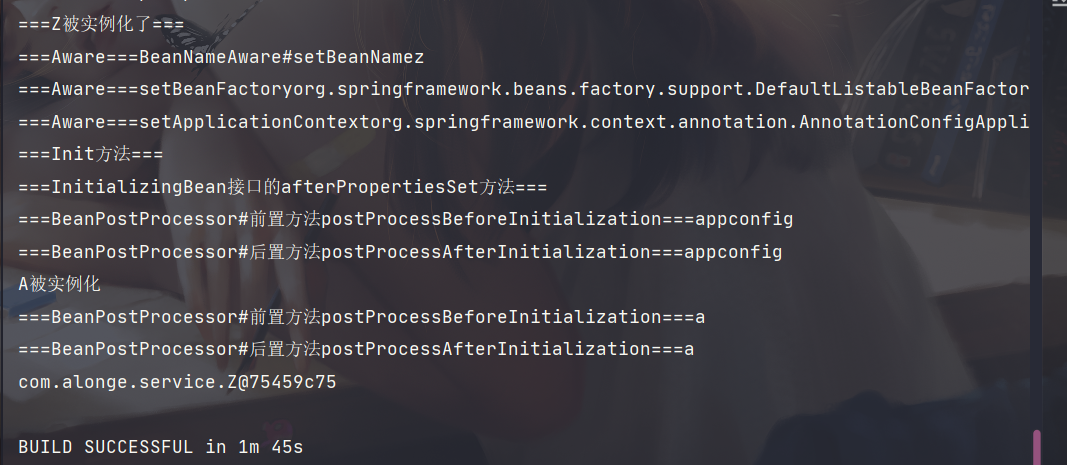 ===Z被实例化了===
===Aware===BeanNameAware#setBeanNamez
===Aware===setBeanFactoryorg.springframework.beans.factory.support.DefaultListableBeanFactor
===Aware===setApplicationContextorg.springframework.context.annotation.AnnotationConfigAppli
===Init方法===
===InitializingBean接口的afterPropertiesSet方法===
===BeanPostProcessor#前置方法postProcessBeforeInitialization===appconfig
===BeanPostProcessor#后置方法postProcessAfterInitialization===appconfig
A被实例化
===BeanPostProcessor#前置方法postProcessBeforeInitialization===a
===BeanPostProcessor#后置方法postProcessAfterInitialization===a
com.alonge.service.Z@75459c75
BUILD SUCCESSFUL in 1m 45s